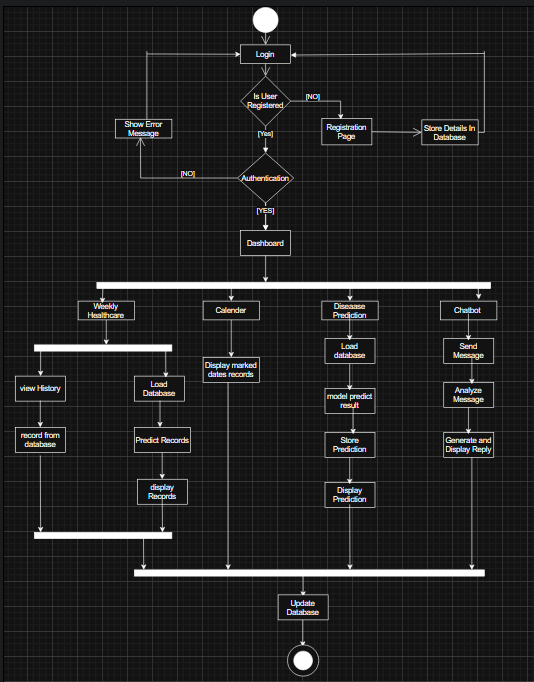 Login
Is User
Registered
[NO]
Show Error
Message
Registration
Page
Store Details In
Database
[Yes]
[NO]
Authentication
[YES]
Dashboard
Weekly
Healthcare
Calender
Diseaase
Prediction
Chatbot
view History
Load
Database
Display marked
dates records
Load
database
Send
Message
model predict
result
Analyze
Message
record from
database
Predict Records
Store
Prediction
Generate and
Display Reply
display
Records
Display
Prediction
Update
Database